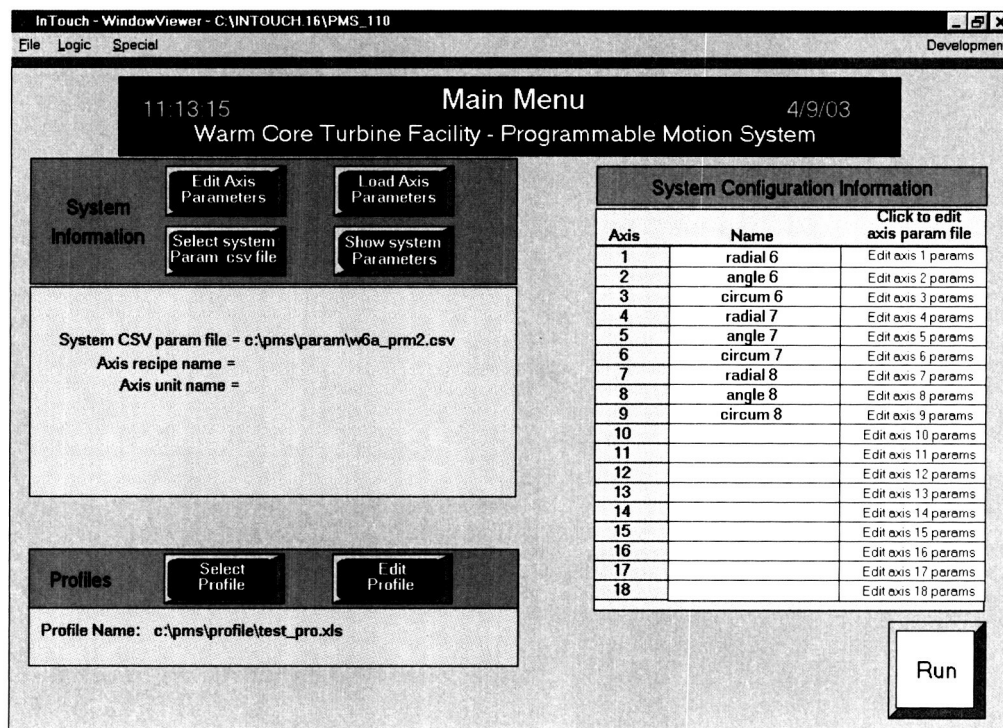 InTouch - WindowViewer - C:\INTOUCH.16\PMS_110
File Logic Special
Development
11:13:15 Main Menu 4/9/03
Warm Core Turbine Facility - Programmable Motion System
System Information
Edit Axis Parameters
Load Axis Parameters
Select system Param csv file
Show system Parameters
System CSV param file = c:\pms\param\w6a_prm2.csv
Axis recipe name =
Axis unit name =
Profiles
Select Profile
Edit Profile
Profile Name: c:\pms\profile\test_pro.xls
System Configuration Information
Axis Name Click to edit axis param file
1 radial 6 Edit axis 1 params
2 angle 6 Edit axis 2 params
3 circum 6 Edit axis 3 params
4 radial 7 Edit axis 4 params
5 angle 7 Edit axis 5 params
6 circum 7 Edit axis 6 params
7 radial 8 Edit axis 7 params
8 angle 8 Edit axis 8 params
9 circum 8 Edit axis 9 params
10 Edit axis 10 params
11 Edit axis 11 params
12 Edit axis 12 params
13 Edit axis 13 params
14 Edit axis 14 params
15 Edit axis 15 params
16 Edit axis 16 params
17 Edit axis 17 params
18 Edit axis 18 params
Run